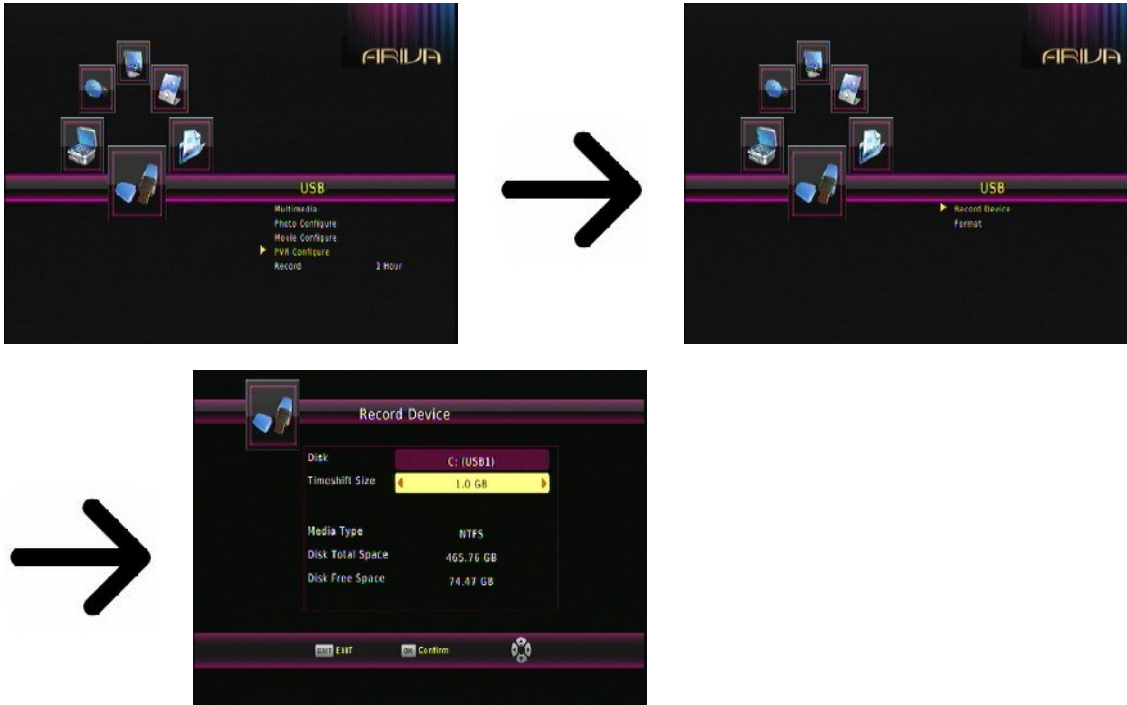 ARIVA
USB
Multimedia
Photo Configure
Movie Configure
PVR Configure
Record 2 Hour
ARIVA
USB
Record Device
Format
Record Device
Disk C: (USB1)
Timeshift Size 1.0 GB
Media Type NTFS
Disk Total Space 465.76 GB
Disk Free Space 74.47 GB
EXIT EXIT OK Confirm